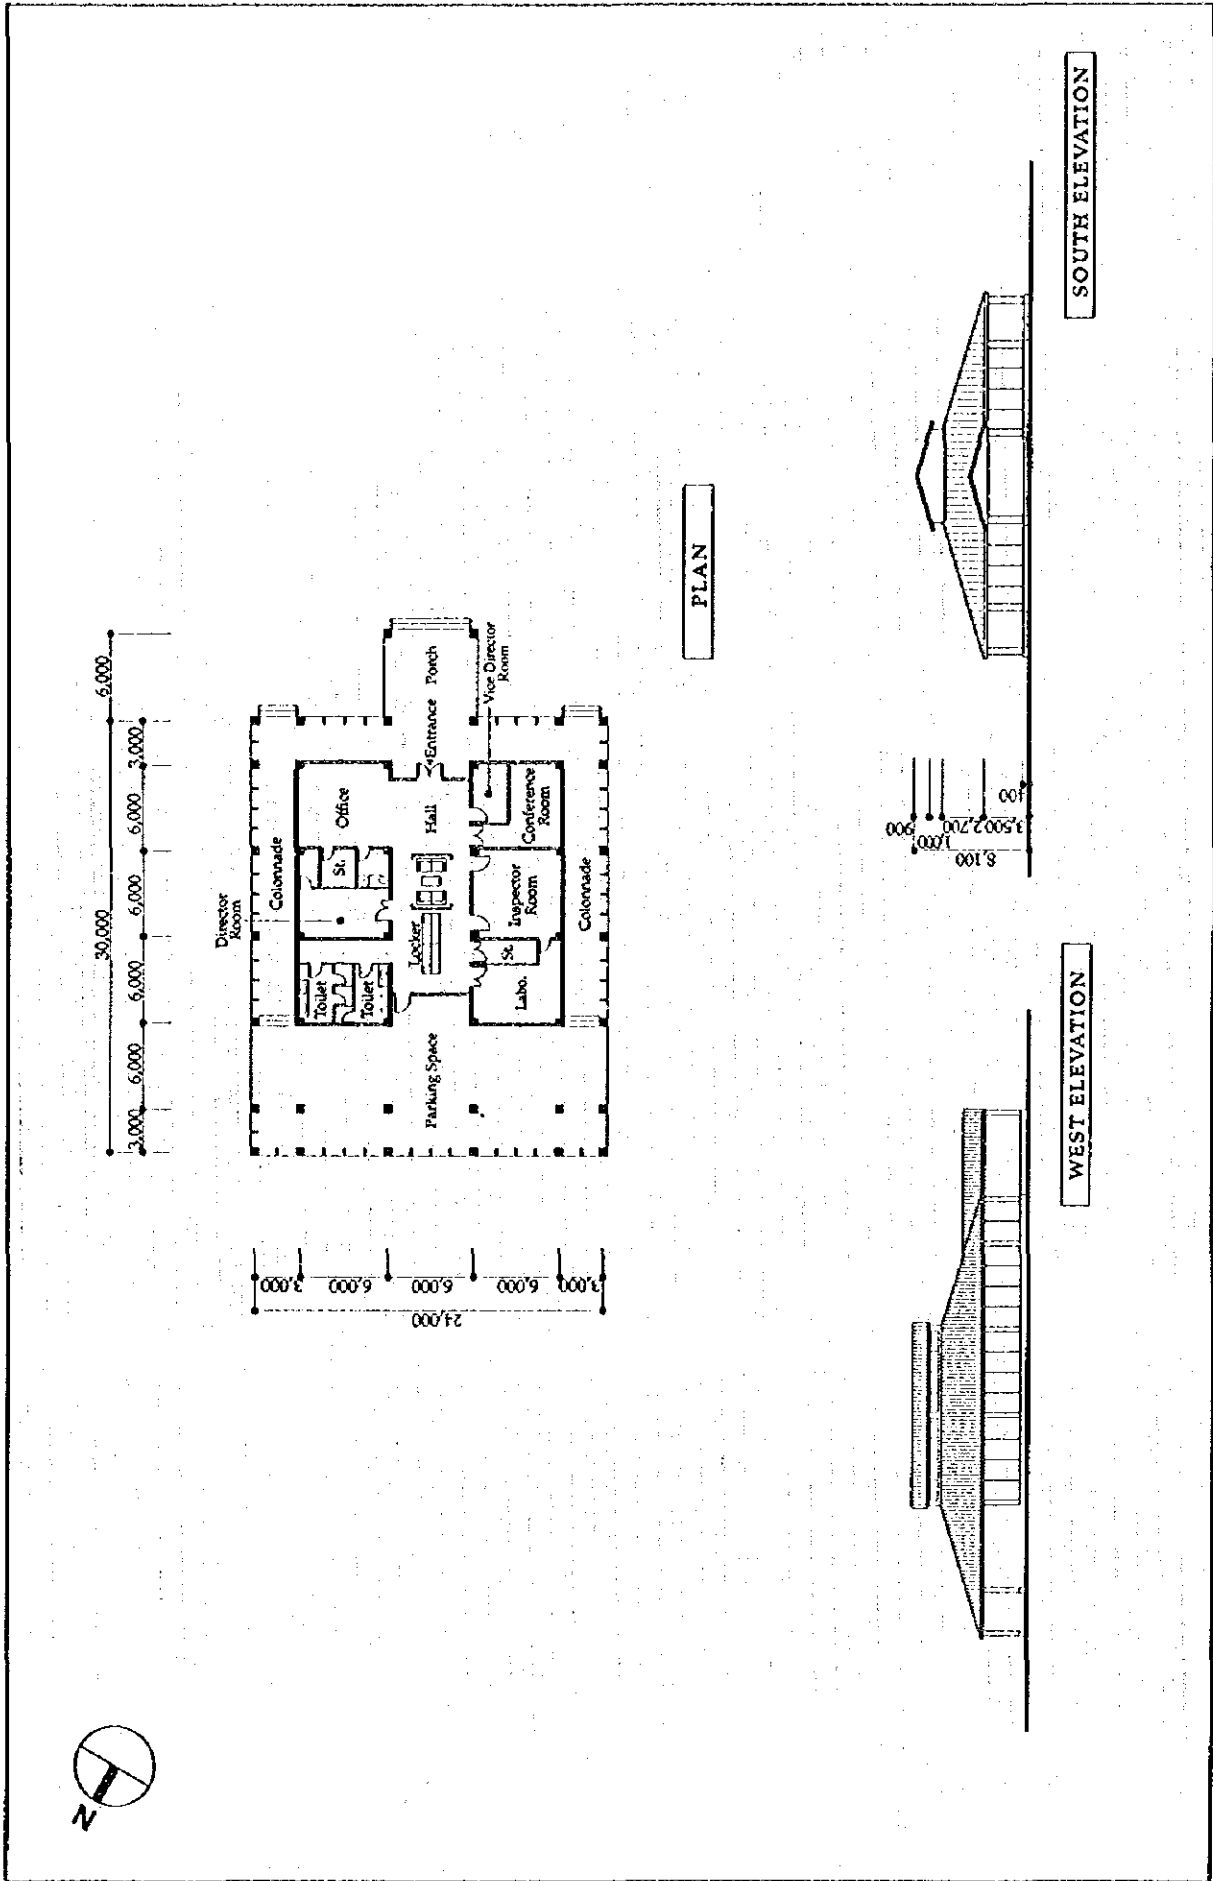 N
30,000
3,000
6,000
6,000
6,000
6,000
3,000
6,000
24,000
3,000
6,000
6,000
6,000
3,000
Director
Room
Colonnade
Toilet
Toilet
St.
Office
Parking Space
Locker
Hall
Entrance Porch
Labo.
St.
Inspector
Room
Conference
Room
Vice Director
Room
Colonnade
PLAN
8,100
900
1,000
2,700
3,500
100
WEST ELEVATION
SOUTH ELEVATION